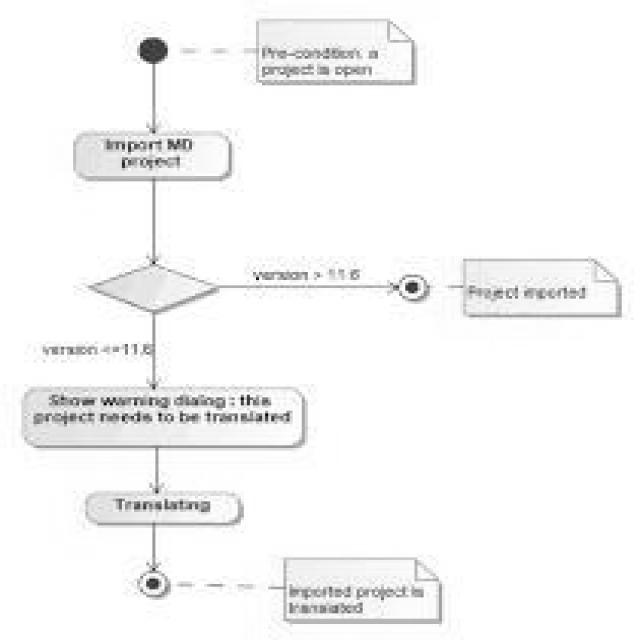 Pre-condition: a
project is open
Import MD
project
version > 11.6
Project imported
version <=11.6
Show warning dialog : this
project needs to be translated
Translating
Imported project is
translated